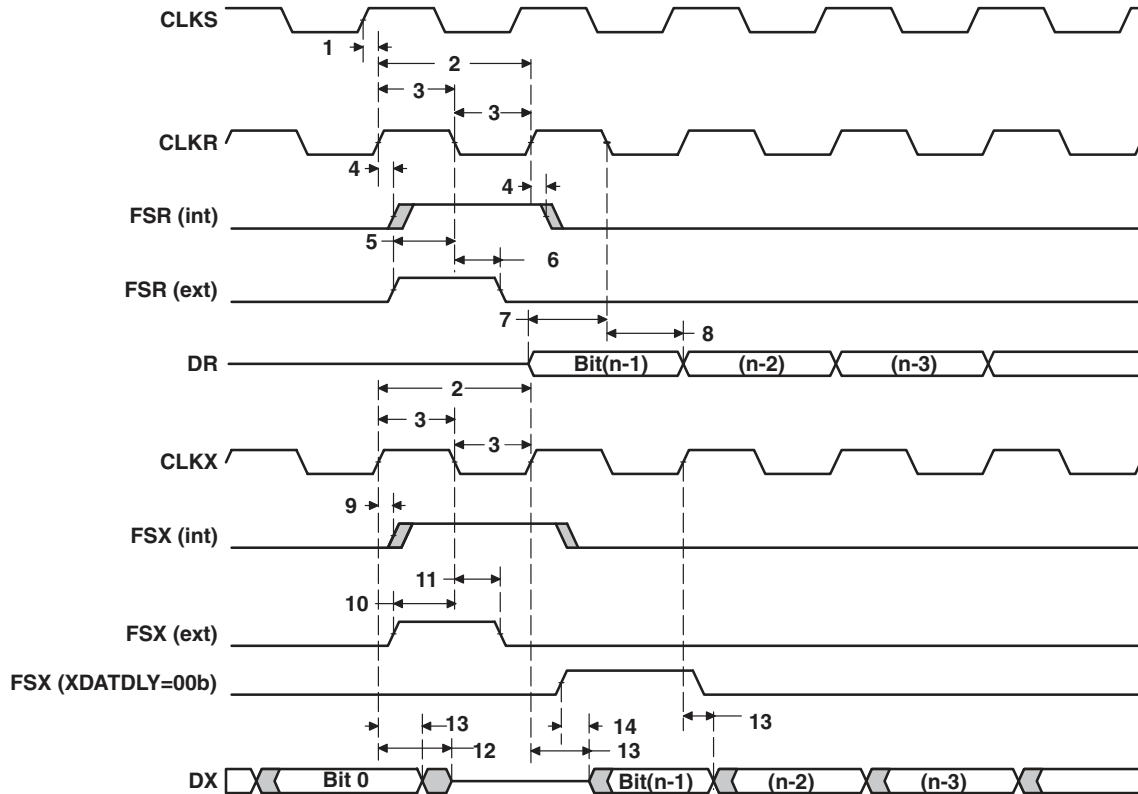 CLKS
1
2
3
3
CLKR
4
4
FSR (int)
5
6
FSR (ext)
7
8
DR
Bit(n-1)
(n-2)
(n-3)
2
3
3
CLKX
9
FSX (int)
11
10
FSX (ext)
FSX (XDATDLY=00b)
13
14
13
12
13
DX
Bit 0
Bit(n-1)
(n-2)
(n-3)